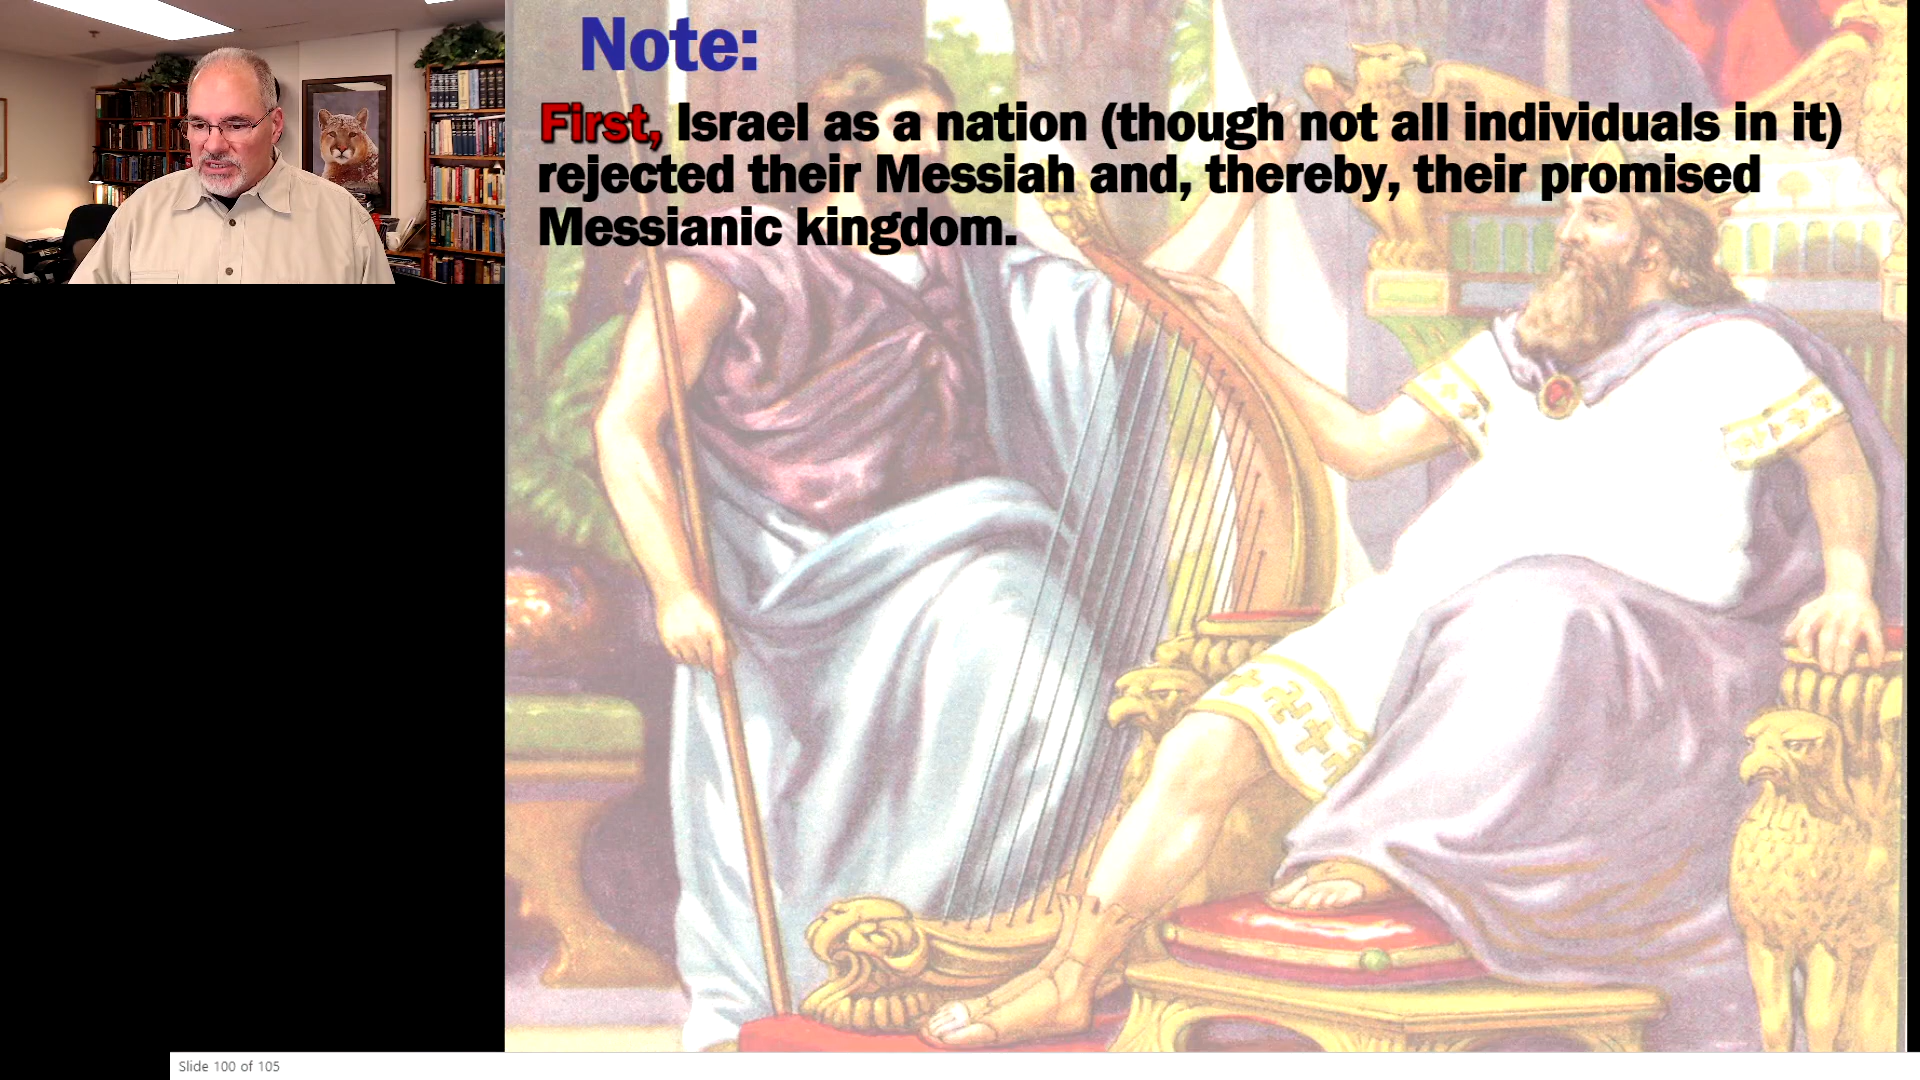 Note:
First, Israel as a nation (though not all individuals in it)
rejected their Messiah and, thereby, their promised
Messianic kingdom.
Slide 100 of 105